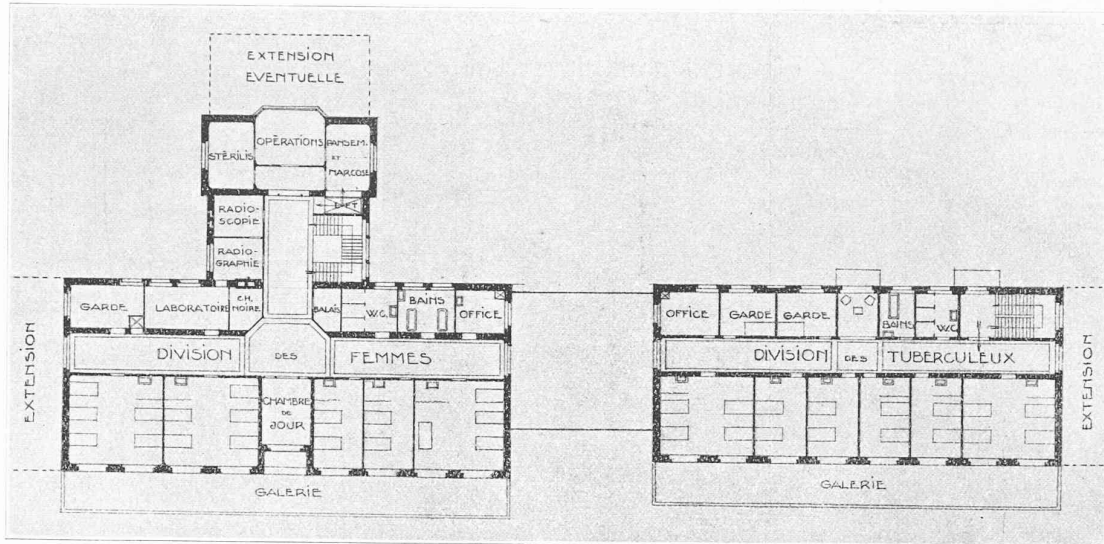 EXTENSION
EVENTUELLE
STÉRILIS
OPÉRATIONS
PANSEM.
ET
NARCOSE
RADIO-
SCOPIE
RADIO-
GRAPHIE
GARDE
LABORATOIRE
CH.
NOIRE
BALAIS
W.C.
BAINS
OFFICE
DIVISION
DES
FEMMES
CHAMBRE
DE
JOUR
GALERIE
EXTENSION
OFFICE
GARDE
GARDE
BAINS
W.C.
DIVISION
DES
TUBERCULEUX
GALERIE
EXTENSION